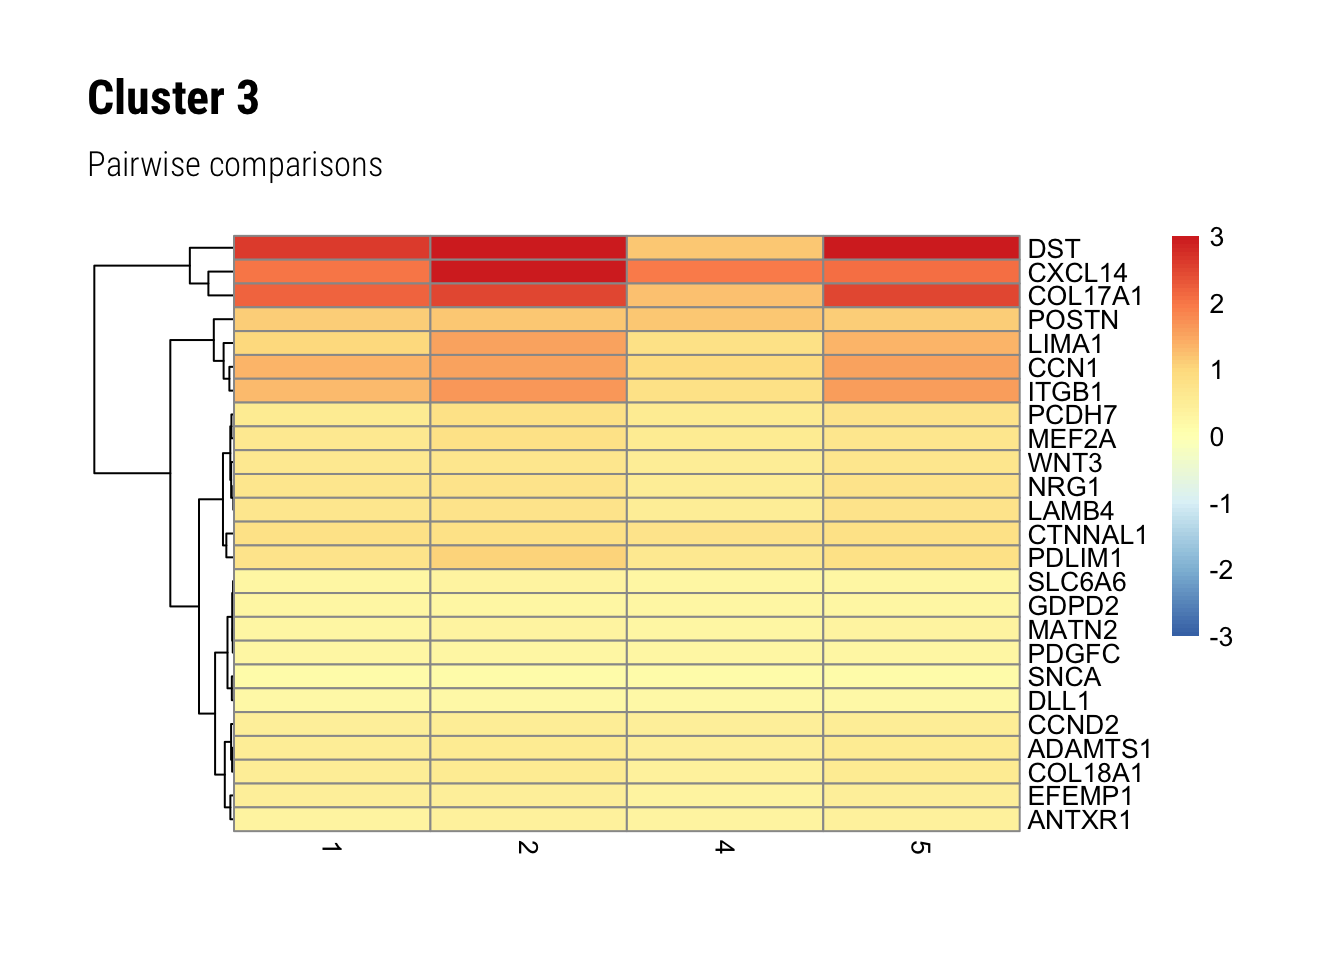 Cluster 3
Pairwise comparisons
DST
CXCL14
COL17A1
POSTN
LIMA1
CCN1
ITGB1
PCDH7
MEF2A
WNT3
NRG1
LAMB4
CTNNAL1
PDLIM1
SLC6A6
GDPD2
MATN2
PDGFC
SNCA
DLL1
CCND2
ADAMTS1
COL18A1
EFEMP1
ANTXR1
3
2
1
0
-1
-2
-3
1
2
4
5